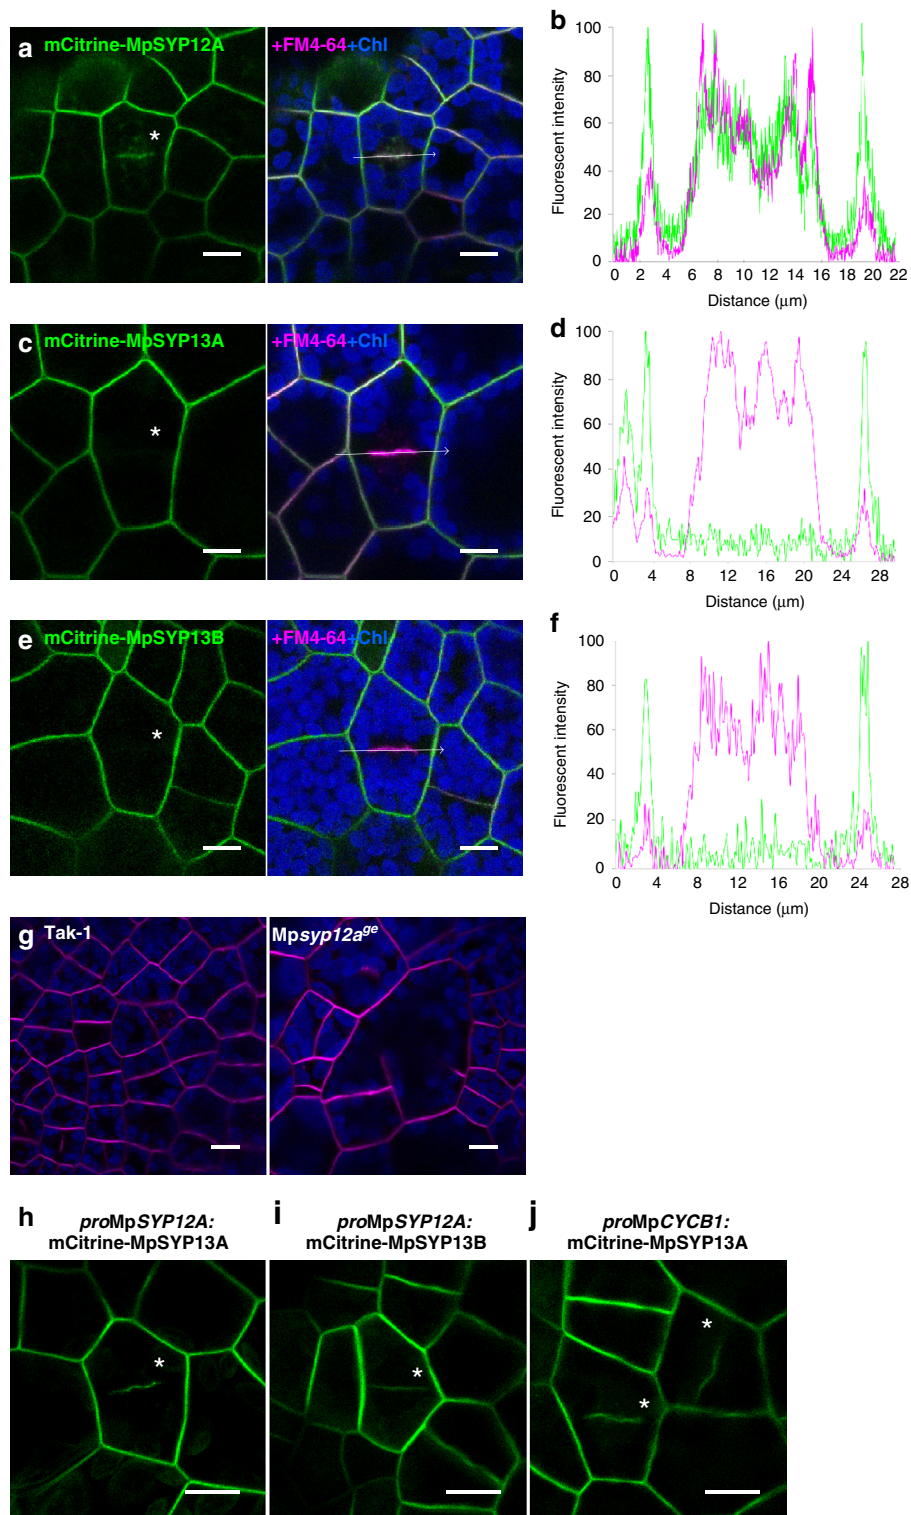 a mCitrine-MpSYP12A
+FM4-64+Chl
*
b
Fluorescent intensity
100
80
60
40
20
0
0 2 4 6 8 10 12 14 16 18 20 22
Distance (µm)
c mCitrine-MpSYP13A
+FM4-64+Chl
*
d
Fluorescent intensity
100
80
60
40
20
0
0 4 8 12 16 20 24 28
Distance (µm)
e mCitrine-MpSYP13B
+FM4-64+Chl
*
f
Fluorescent intensity
100
80
60
40
20
0
0 4 8 12 16 20 24 28
Distance (µm)
g Tak-1
Mpsyp12a^ge
h proMpSYP12A:
mCitrine-MpSYP13A
*
i proMpSYP12A:
mCitrine-MpSYP13B
*
j proMpCYCB1:
mCitrine-MpSYP13A
*
*